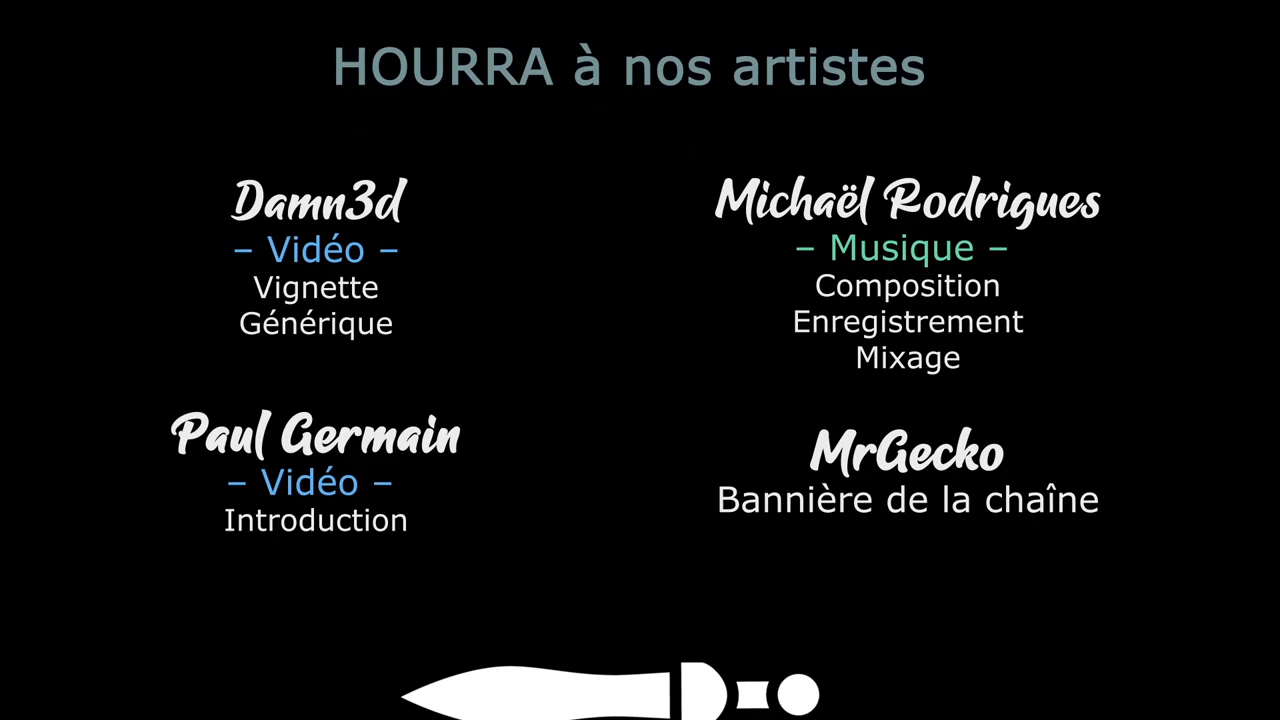 HOURRA à nos artistes
Damn3d
– Vidéo –
Vignette
Générique
Michaël Rodrigues
– Musique –
Composition
Enregistrement
Mixage
Paul Germain
– Vidéo –
Introduction
MrGecko
Bannière de la chaîne